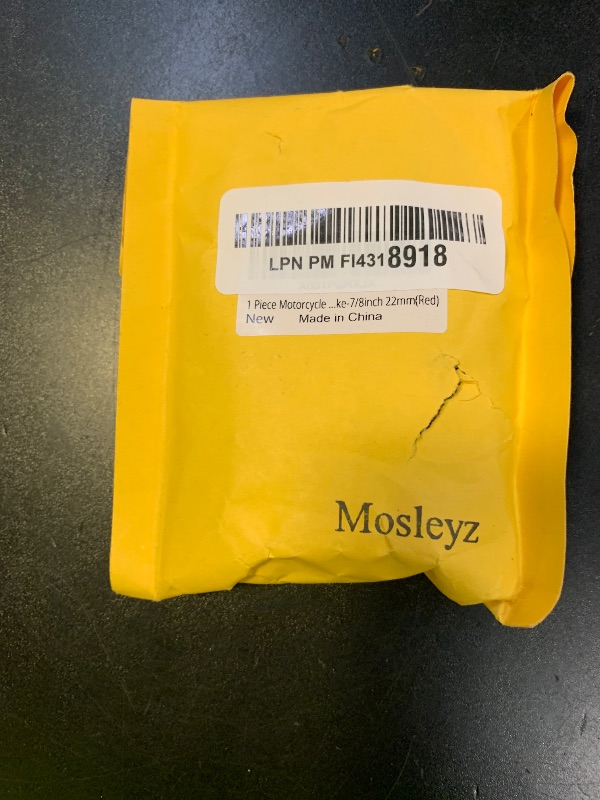 LPN PM FI4318918
1 Piece Motorcycle ...ke-7/8inch 22mm(Red)
New Made in China
Mosleyz